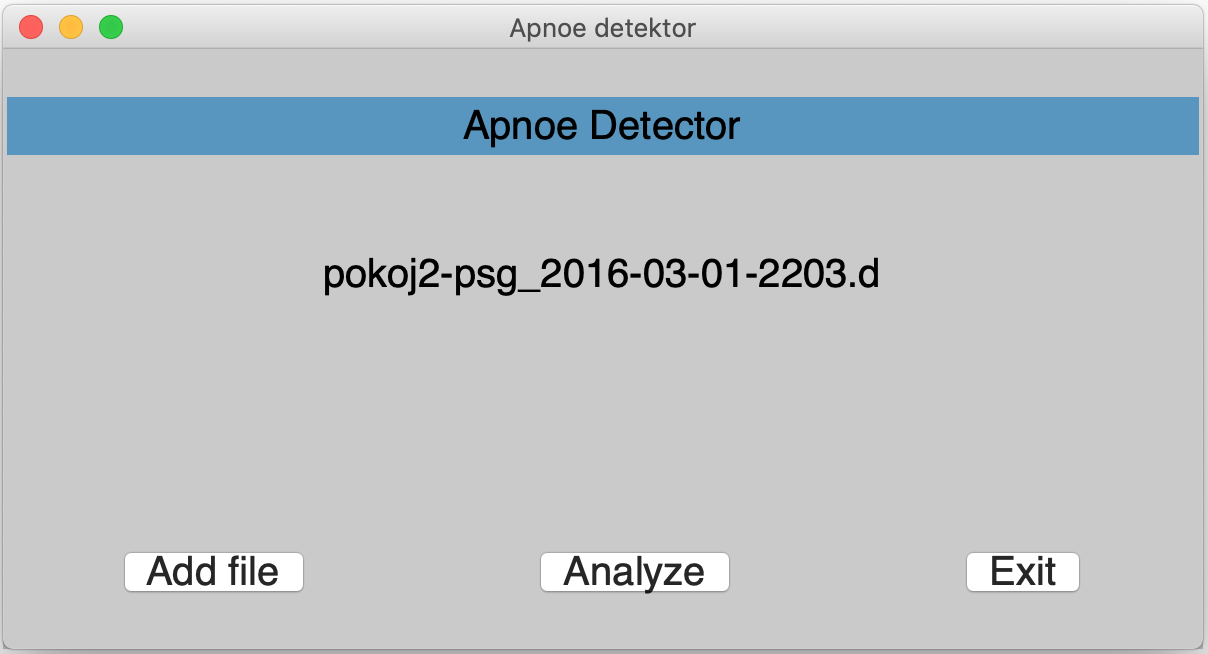 Apnoe detektor
Apnoe Detector
pokoj2-psg_2016-03-01-2203.d
Add file
Analyze
Exit